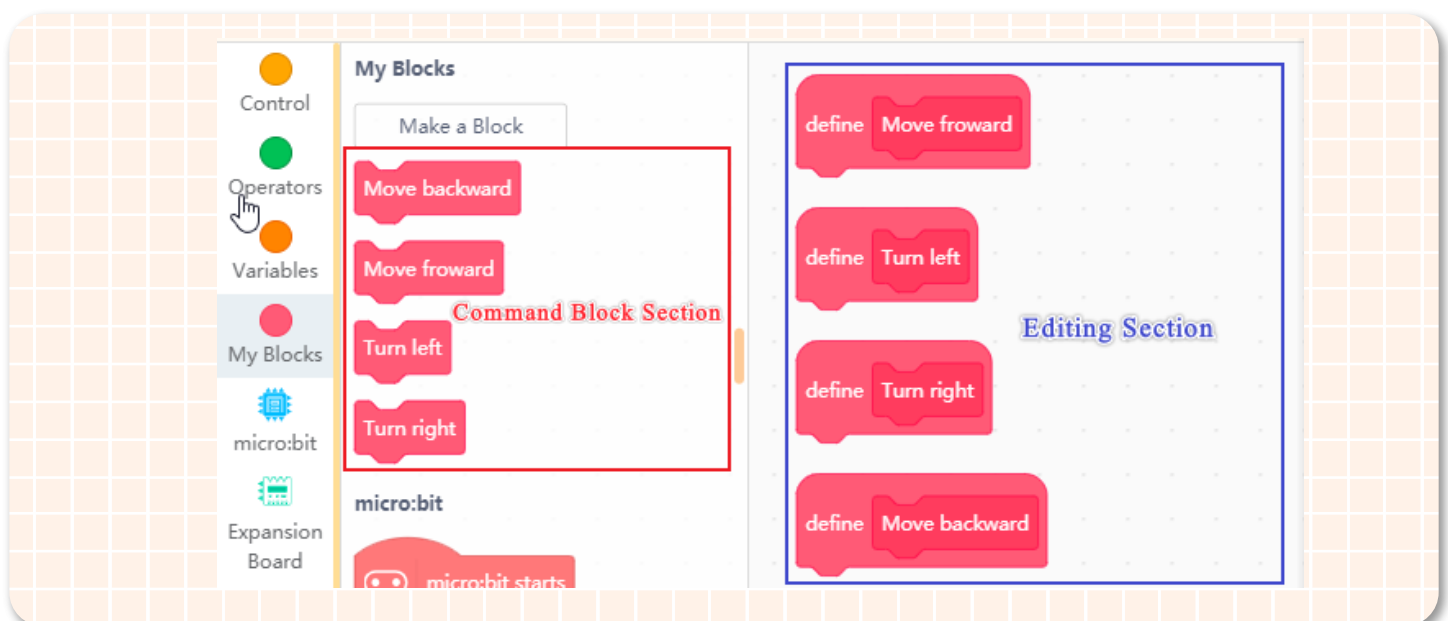 Control
Operators
Variables
My Blocks
micro:bit
Expansion
Board
My Blocks
Make a Block
Move backward
Move froward
Turn left
Turn right
Command Block Section
micro:bit
micro:bit starts
define Move froward
define Turn left
define Turn right
define Move backward
Editing Section